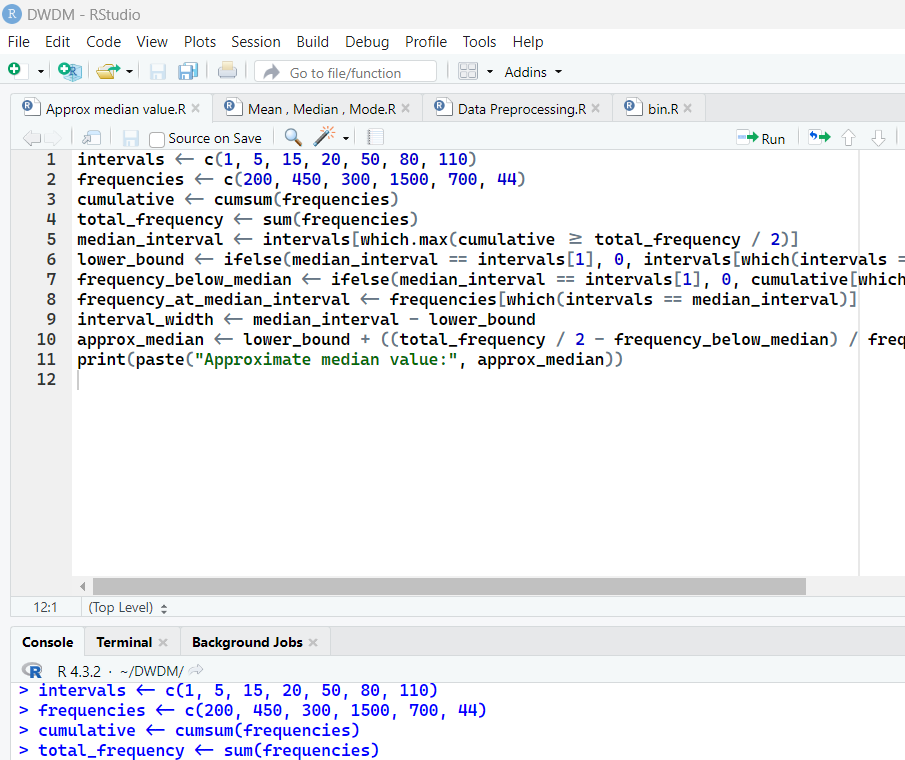 DWDM - RStudio
File Edit Code View Plots Session Build Debug Profile Tools Help
Go to file/function Addins
Approx median value.R Mean , Median , Mode.R Data Preprocessing.R bin.R
Source on Save Run
1 intervals <- c(1, 5, 15, 20, 50, 80, 110)
2 frequencies <- c(200, 450, 300, 1500, 700, 44)
3 cumulative <- cumsum(frequencies)
4 total_frequency <- sum(frequencies)
5 median_interval <- intervals[which.max(cumulative >= total_frequency / 2)]
6 lower_bound <- ifelse(median_interval == intervals[1], 0, intervals[which(intervals =
7 frequency_below_median <- ifelse(median_interval == intervals[1], 0, cumulative[which
8 frequency_at_median_interval <- frequencies[which(intervals == median_interval)]
9 interval_width <- median_interval - lower_bound
10 approx_median <- lower_bound + ((total_frequency / 2 - frequency_below_median) / freq
11 print(paste("Approximate median value:", approx_median))
12
12:1 (Top Level)
Console Terminal Background Jobs
R 4.3.2 · ~/DWDM/
> intervals <- c(1, 5, 15, 20, 50, 80, 110)
> frequencies <- c(200, 450, 300, 1500, 700, 44)
> cumulative <- cumsum(frequencies)
> total_frequency <- sum(frequencies)